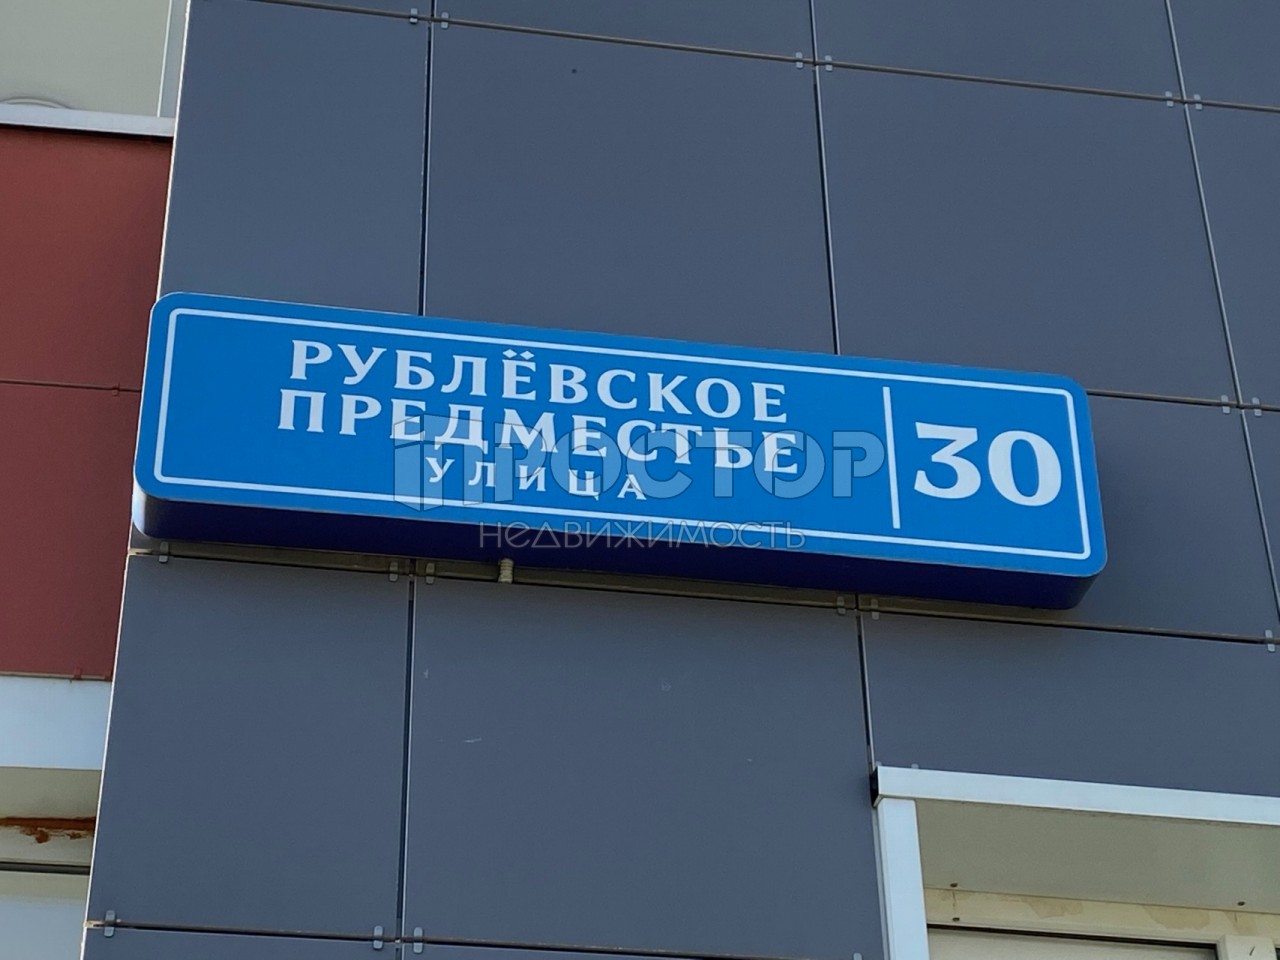 РУБЛЁВСКОЕ
ПРЕДМЕСТЬЕ
УЛИЦА
30
ПРОСТОР
НЕДВИЖИМОСТЬ